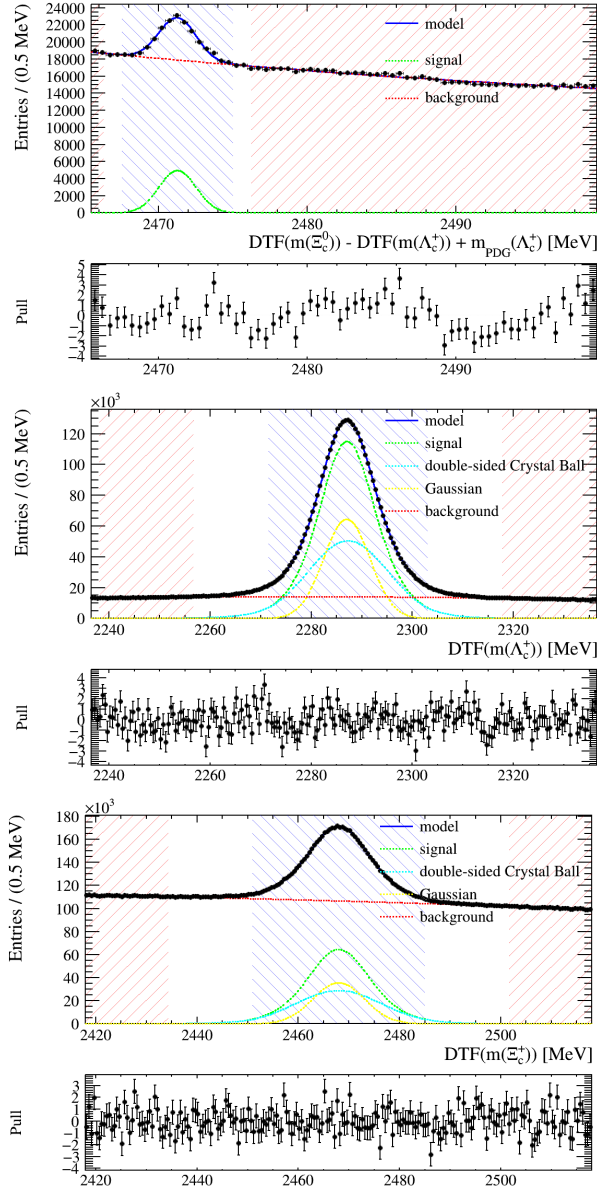 24000
22000
20000
18000
16000
14000
12000
10000
8000
6000
4000
2000
0
Entries / (0.5 MeV)
model
signal
background
2470 2480 2490
DTF(m(Ξc0)) - DTF(m(Λc+)) + mPDG(Λc+) [MeV]
5
4
3
2
1
0
−1
−2
−3
−4
Pull
2470 2480 2490
×10³
120
100
80
60
40
20
0
Entries / (0.5 MeV)
model
signal
double-sided Crystal Ball
Gaussian
background
2240 2260 2280 2300 2320
DTF(m(Λc+)) [MeV]
4
3
2
1
0
−1
−2
−3
−4
Pull
2240 2260 2280 2300 2320
×10³
180
160
140
120
100
80
60
40
20
0
Entries / (0.5 MeV)
model
signal
double-sided Crystal Ball
Gaussian
background
2420 2440 2460 2480 2500
DTF(m(Ξc+)) [MeV]
3
2
1
0
−1
−2
−3
−4
Pull
2420 2440 2460 2480 2500